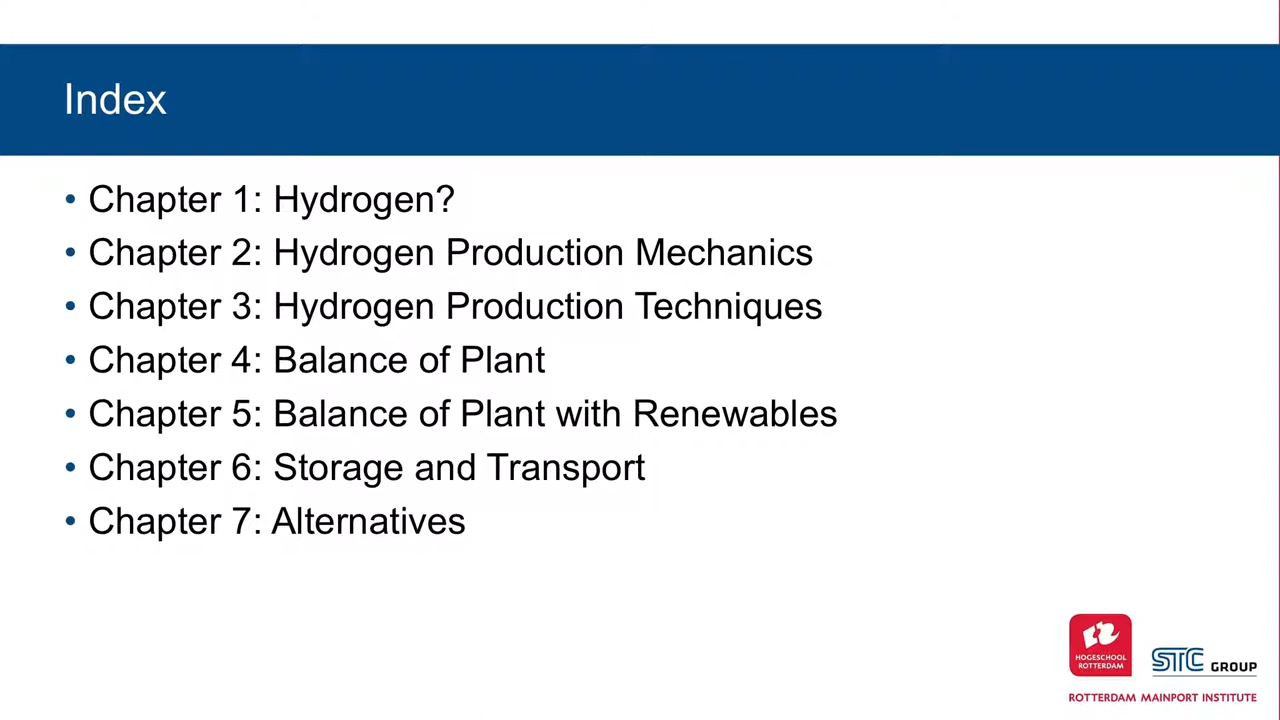 Index
• Chapter 1: Hydrogen?
• Chapter 2: Hydrogen Production Mechanics
• Chapter 3: Hydrogen Production Techniques
• Chapter 4: Balance of Plant
• Chapter 5: Balance of Plant with Renewables
• Chapter 6: Storage and Transport
• Chapter 7: Alternatives
HOGESCHOOL
ROTTERDAM
STC GROUP
ROTTERDAM MAINPORT INSTITUTE